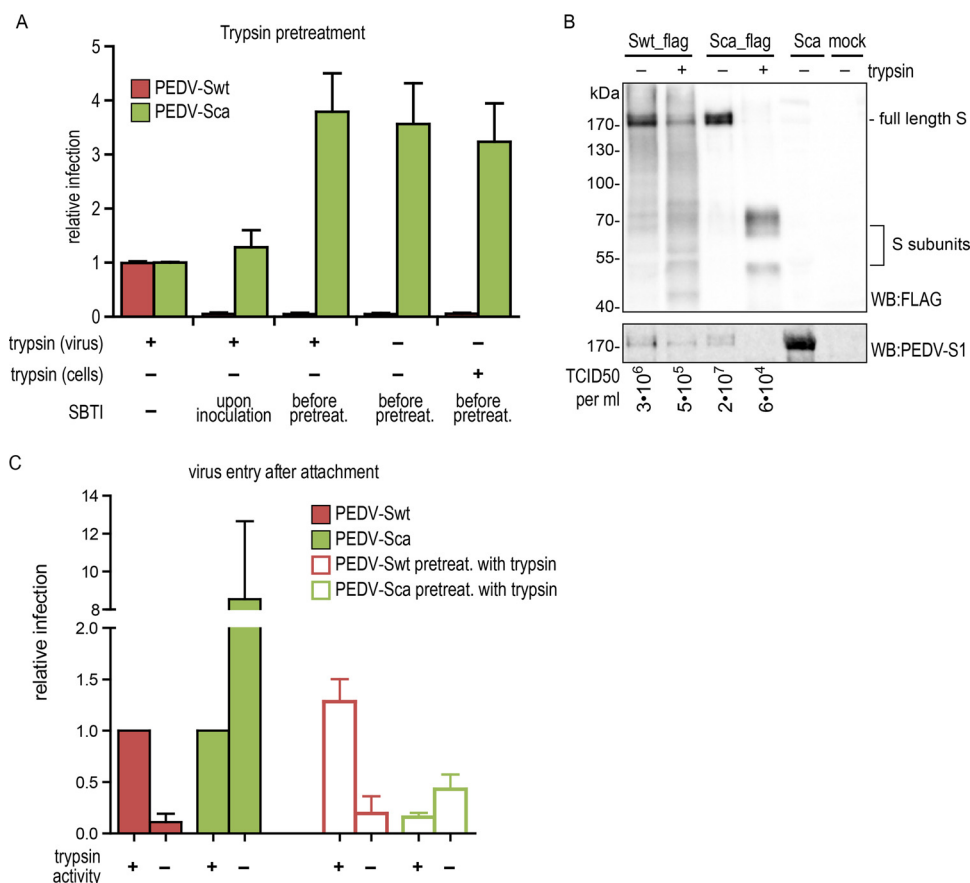 A
Trypsin pretreatment
relative infection
5
4
3
2
1
0
PEDV-Swt
PEDV-Sca
trypsin (virus) + + + – –
trypsin (cells) – – – – +
SBTI – upon inoculation before pretreat. before pretreat. before pretreat.
B
Swt_flag Sca_flag Sca mock
– + – + – – trypsin
kDa
170-
130-
100-
70-
55-
40-
- full length S
S subunits
WB:FLAG
170-
WB:PEDV-S1
TCID50 per ml 3•10⁶ 5•10⁵ 2•10⁷ 6•10⁴
C
virus entry after attachment
relative infection
14
12
10
8
2.0
1.5
1.0
0.5
0.0
PEDV-Swt
PEDV-Sca
PEDV-Swt pretreat. with trypsin
PEDV-Sca pretreat. with trypsin
trypsin activity + – + – + – + –